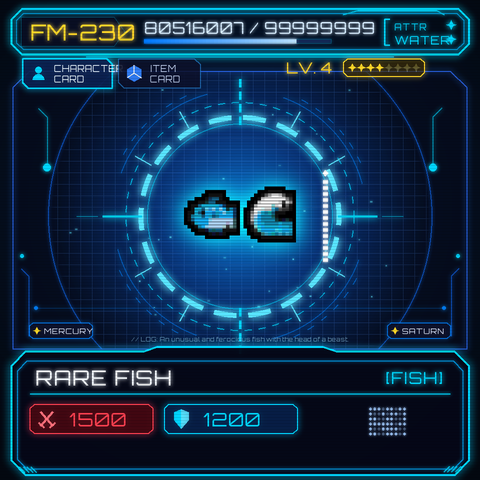 FM-230
80516007 / 99999999
ATTR
WATER
CHARACTER
CARD
ITEM
CARD
LV. 4
MERCURY
SATURN
// LOG: An unusual and ferocious fish with the head of a beast.
RARE FISH
[FISH]
1500
1200